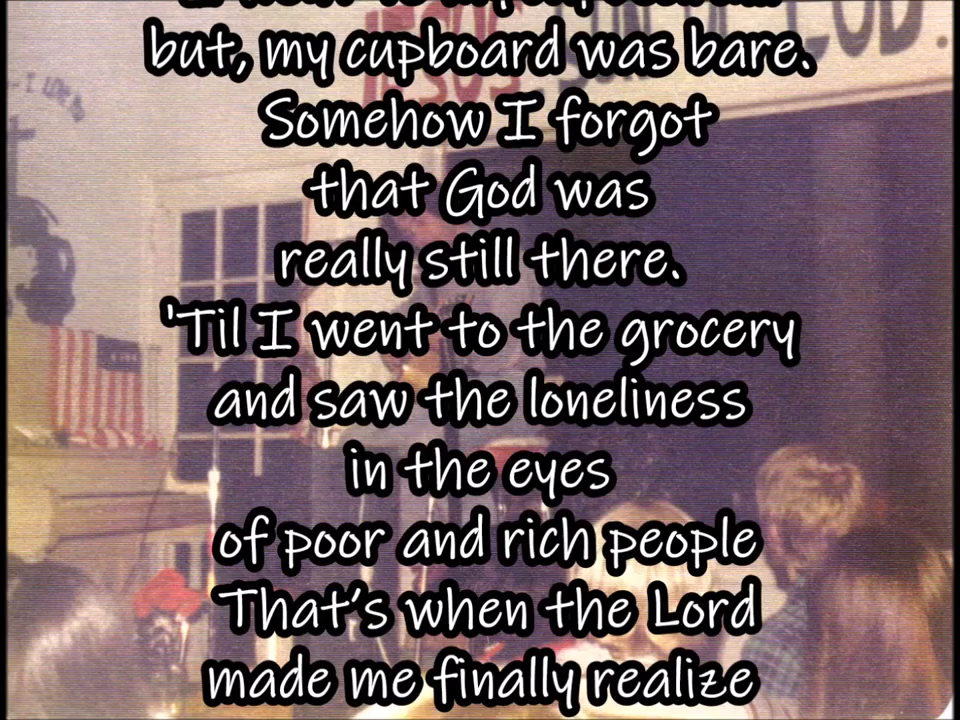 but, my cupboard was bare.
Somehow I forgot
that God was
really still there.
'Til I went to the grocery
and saw the loneliness
in the eyes
of poor and rich people
That's when the Lord
made me finally realize
JESUS
GOD.